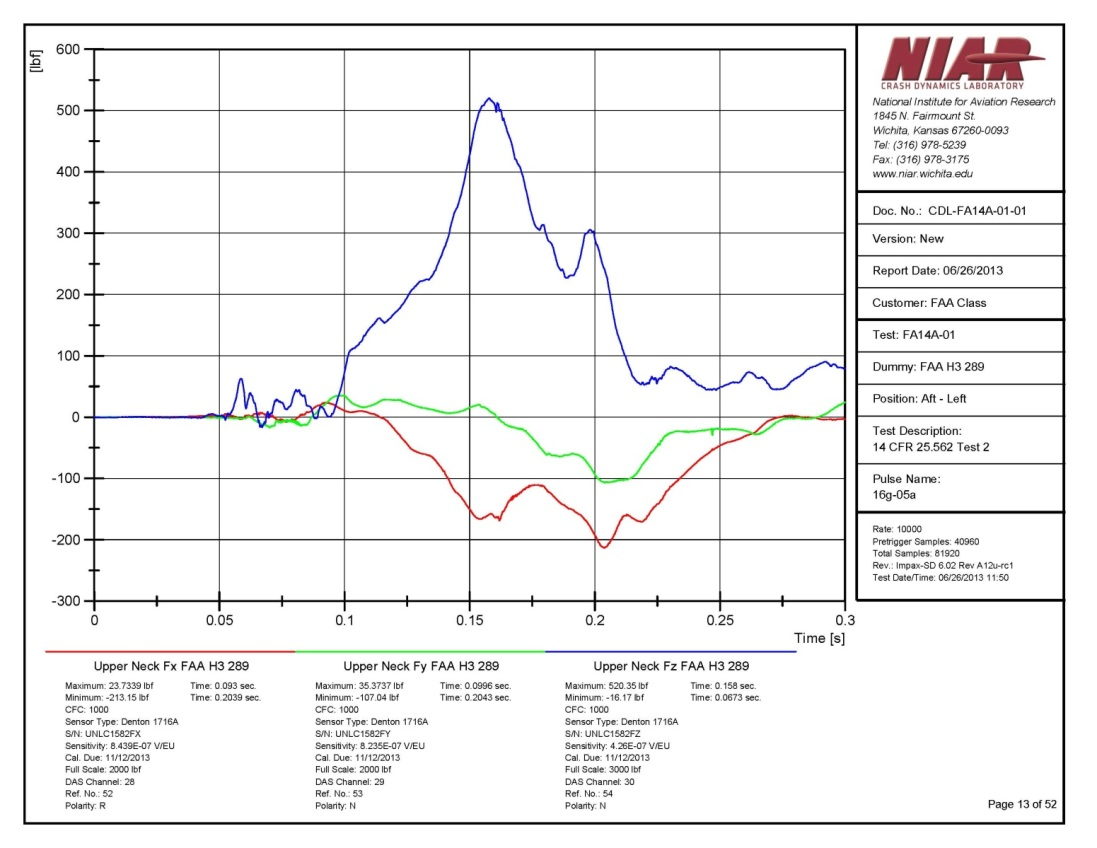 [lbf]
600
500
400
300
200
100
0
-100
-200
-300
0 0.05 0.1 0.15 0.2 0.25 0.3
Time [s]
NIAR
CRASH DYNAMICS LABORATORY
National Institute for Aviation Research
1845 N. Fairmount St.
Wichita, Kansas 67260-0093
Tel: (316) 978-5239
Fax: (316) 978-3175
www.niar.wichita.edu
Doc. No.: CDL-FA14A-01-01
Version: New
Report Date: 06/26/2013
Customer: FAA Class
Test: FA14A-01
Dummy: FAA H3 289
Position: Aft - Left
Test Description:
14 CFR 25.562 Test 2
Pulse Name:
16g-05a
Rate: 10000
Pretrigger Samples: 40960
Total Samples: 81920
Rev.: Impax-SD 6.02 Rev A12u-rc1
Test Date/Time: 06/26/2013 11:50
Upper Neck Fx FAA H3 289
Maximum: 23.7339 lbf Time: 0.093 sec.
Minimum: -213.15 lbf Time: 0.2039 sec.
CFC: 1000
Sensor Type: Denton 1716A
S/N: UNLC1582FX
Sensitivity: 8.439E-07 V/EU
Cal. Due: 11/12/2013
Full Scale: 2000 lbf
DAS Channel: 28
Ref. No.: 52
Polarity: R
Upper Neck Fy FAA H3 289
Maximum: 35.3737 lbf Time: 0.0996 sec.
Minimum: -107.04 lbf Time: 0.2043 sec.
CFC: 1000
Sensor Type: Denton 1716A
S/N: UNLC1582FY
Sensitivity: 8.235E-07 V/EU
Cal. Due: 11/12/2013
Full Scale: 2000 lbf
DAS Channel: 29
Ref. No.: 53
Polarity: N
Upper Neck Fz FAA H3 289
Maximum: 520.35 lbf Time: 0.158 sec.
Minimum: -16.17 lbf Time: 0.0673 sec.
CFC: 1000
Sensor Type: Denton 1716A
S/N: UNLC1582FZ
Sensitivity: 4.26E-07 V/EU
Cal. Due: 11/12/2013
Full Scale: 3000 lbf
DAS Channel: 30
Ref. No.: 54
Polarity: N
Page 13 of 52